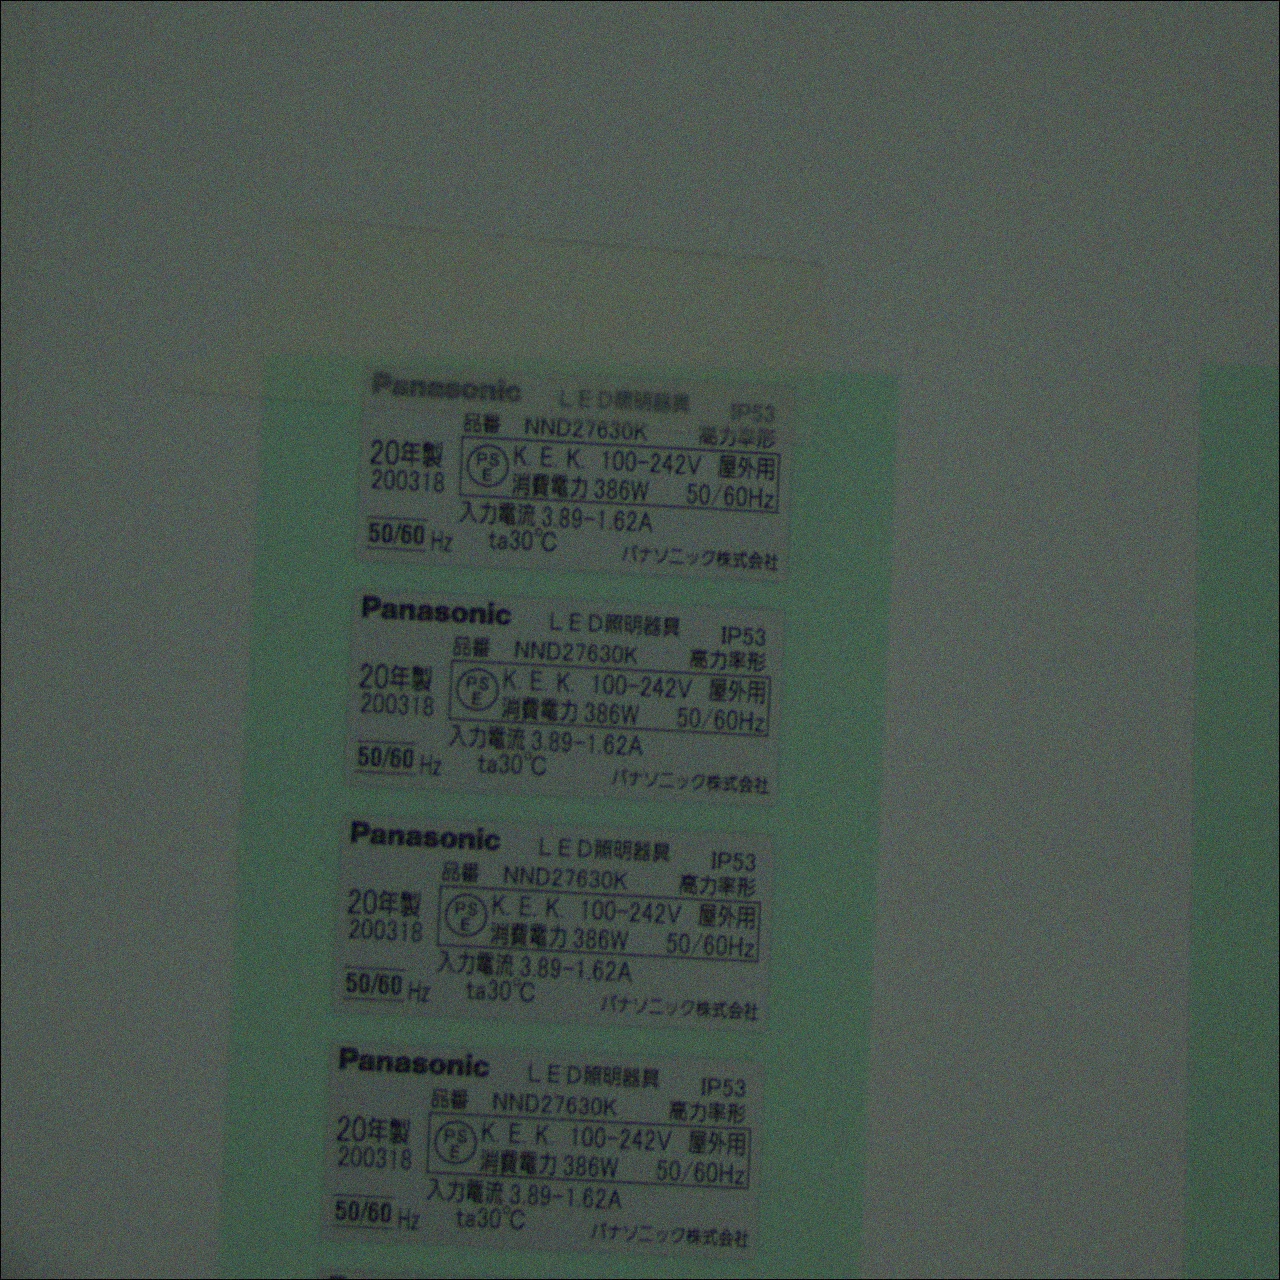 Panasonic LED照明器具 IP53
品番 NND27630K 高力率形
20年製 PS E K. E. K. 100-242V 屋外用
200318 消費電力 386W 50/60Hz
入力電流 3.89-1.62A
50/60 Hz ta30℃ パナソニック株式会社
Panasonic LED照明器具 IP53
品番 NND27630K 高力率形
20年製 PS E K. E. K. 100-242V 屋外用
200318 消費電力 386W 50/60Hz
入力電流 3.89-1.62A
50/60 Hz ta30℃ パナソニック株式会社
Panasonic LED照明器具 IP53
品番 NND27630K 高力率形
20年製 PS E K. E. K. 100-242V 屋外用
200318 消費電力 386W 50/60Hz
入力電流 3.89-1.62A
50/60 Hz ta30℃ パナソニック株式会社
Panasonic LED照明器具 IP53
品番 NND27630K 高力率形
20年製 PS E K. E. K. 100-242V 屋外用
200318 消費電力 386W 50/60Hz
入力電流 3.89-1.62A
50/60 Hz ta30℃ パナソニック株式会社